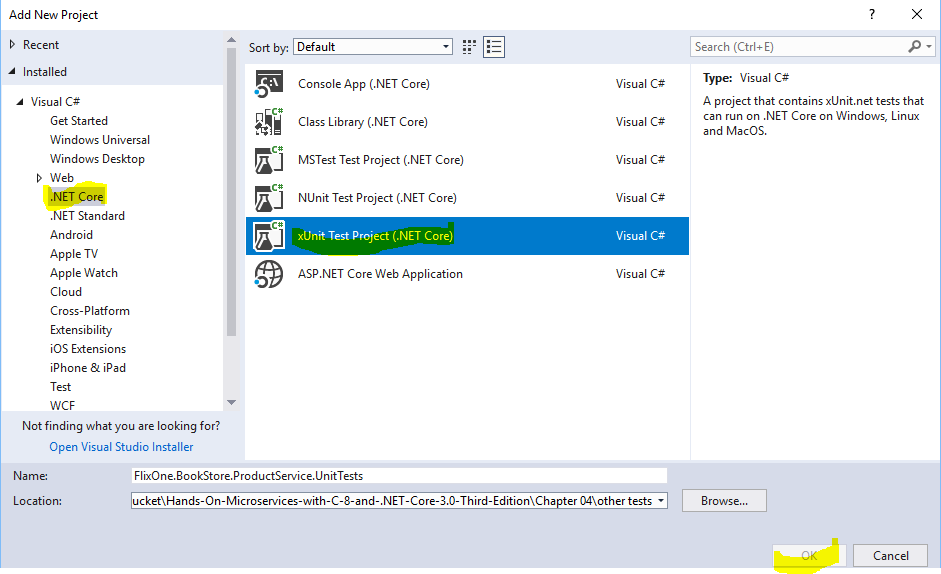 Add New Project
?
Recent
Installed
Visual C#
Get Started
Windows Universal
Windows Desktop
Web
.NET Core
.NET Standard
Android
Apple TV
Apple Watch
Cloud
Cross-Platform
Extensibility
iOS Extensions
iPhone & iPad
Test
WCF
Not finding what you are looking for?
Open Visual Studio Installer
Sort by: Default
C# Console App (.NET Core) Visual C#
C# Class Library (.NET Core) Visual C#
C# MSTest Test Project (.NET Core) Visual C#
C# NUnit Test Project (.NET Core) Visual C#
C# xUnit Test Project (.NET Core) Visual C#
ASP.NET Core Web Application Visual C#
Search (Ctrl+E)
Type: Visual C#
A project that contains xUnit.net tests that
can run on .NET Core on Windows, Linux
and MacOS.
Name: FlixOne.BookStore.ProductService.UnitTests
Location: ucket\Hands-On-Microservices-with-C-8-and-.NET-Core-3.0-Third-Edition\Chapter 04\other tests Browse...
OK Cancel